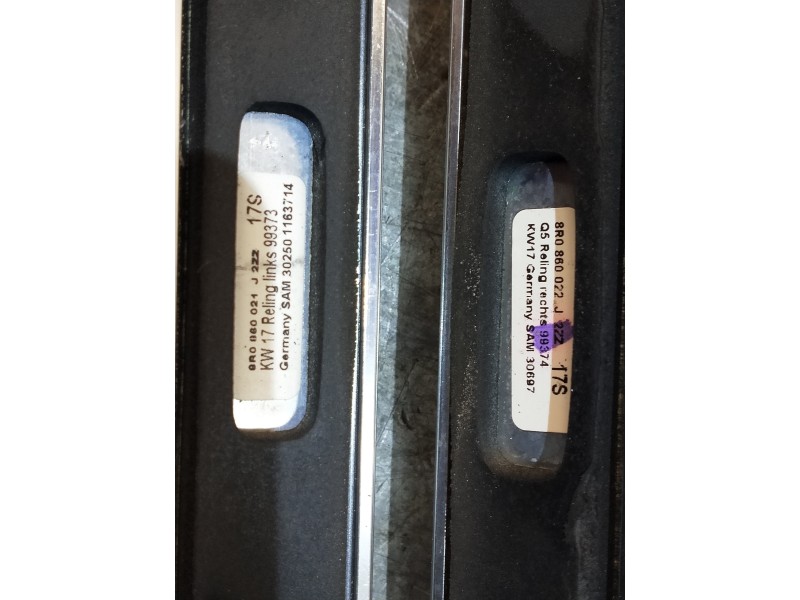 8R0 860 021 J 2ZZ 17S
KW 17 Reling links 99373
Germany SAM 30250 1163714
8R0 860 022 J 2ZZ 17S
Q5 Reling rechts 99374
KW17 Germany SAM 30697